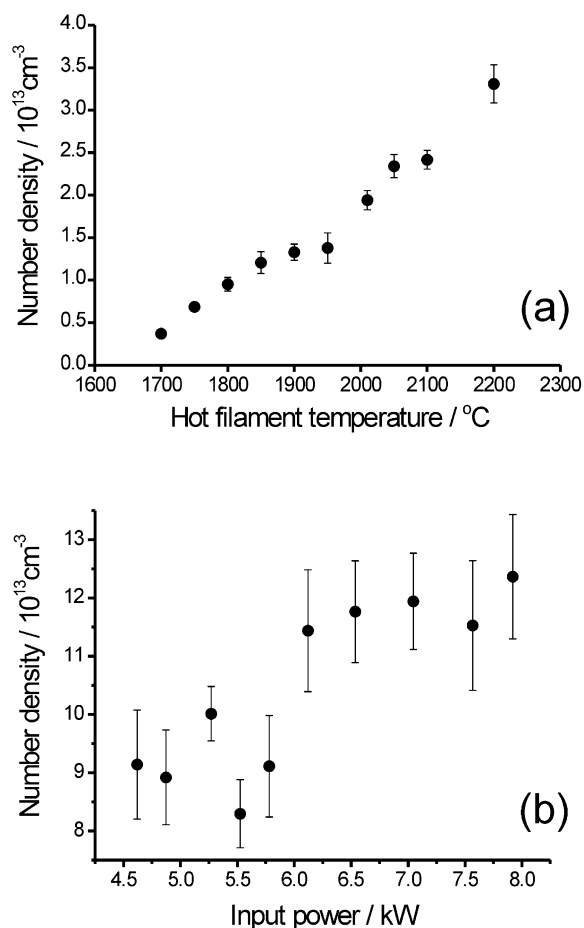 4.0
3.5
3.0
2.5
2.0
1.5
1.0
0.5
0.0
Number density / 10¹³cm⁻³
(a)
1600 1700 1800 1900 2000 2100 2200 2300
Hot filament temperature / °C
13
12
11
10
9
8
Number density / 10¹³cm⁻³
(b)
4.5 5.0 5.5 6.0 6.5 7.0 7.5 8.0
Input power / kW